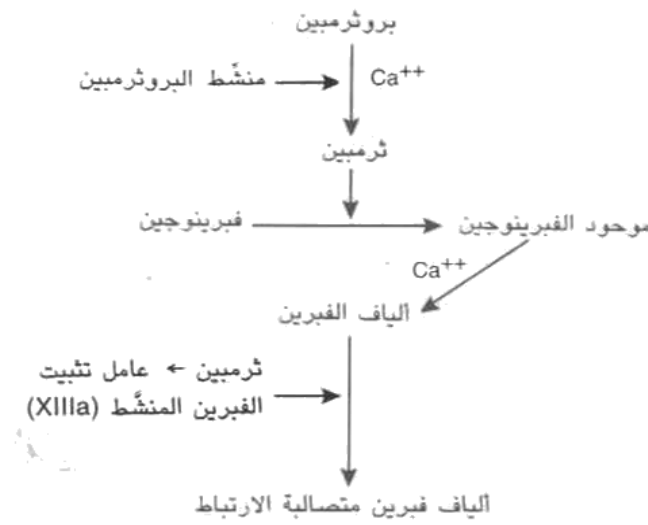 بروثرمبين
منشِّط البروثرمبين
Ca++
ثرمبين
فبرينوجين
موحود الفبرينوجين
Ca++
ألياف الفبرين
ثرمبين ← عامل تثبيت
الفبرين المنشَّط (XIIIa)
ألياف فبرين متصالبة الارتباط